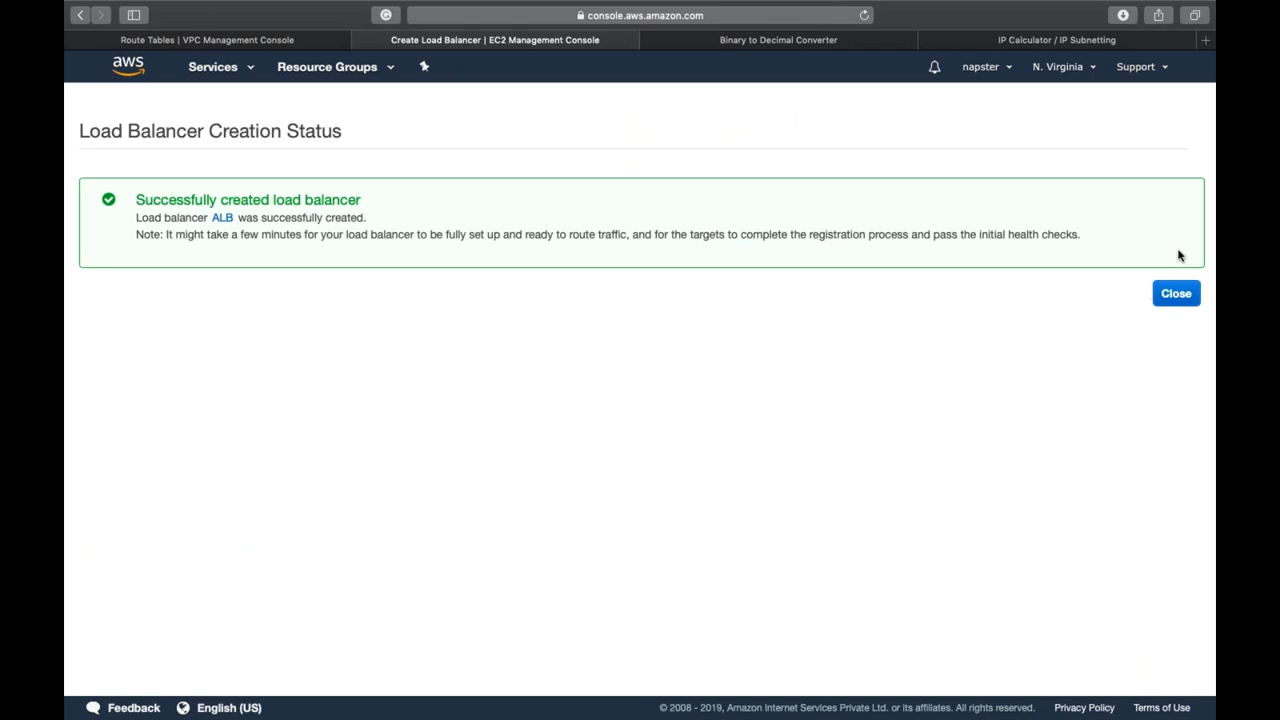 console.aws.amazon.com
Route Tables | VPC Management Console
Create Load Balancer | EC2 Management Console
Binary to Decimal Converter
IP Calculator / IP Subnetting
aws
Services
Resource Groups
napster
N. Virginia
Support
Load Balancer Creation Status
Successfully created load balancer
Load balancer ALB was successfully created.
Note: It might take a few minutes for your load balancer to be fully set up and ready to route traffic, and for the targets to complete the registration process and pass the initial health checks.
Close
Feedback
English (US)
© 2008 - 2019, Amazon Internet Services Private Ltd. or its affiliates. All rights reserved.
Privacy Policy
Terms of Use